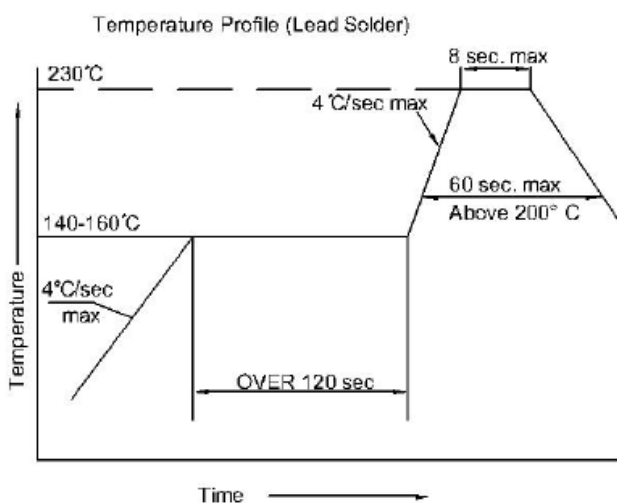 Temperature Profile (Lead Solder)
8 sec. max
230℃
4℃/sec max
60 sec. max
Above 200° C
140-160℃
4°C/sec
max
OVER 120 sec
Temperature
Time